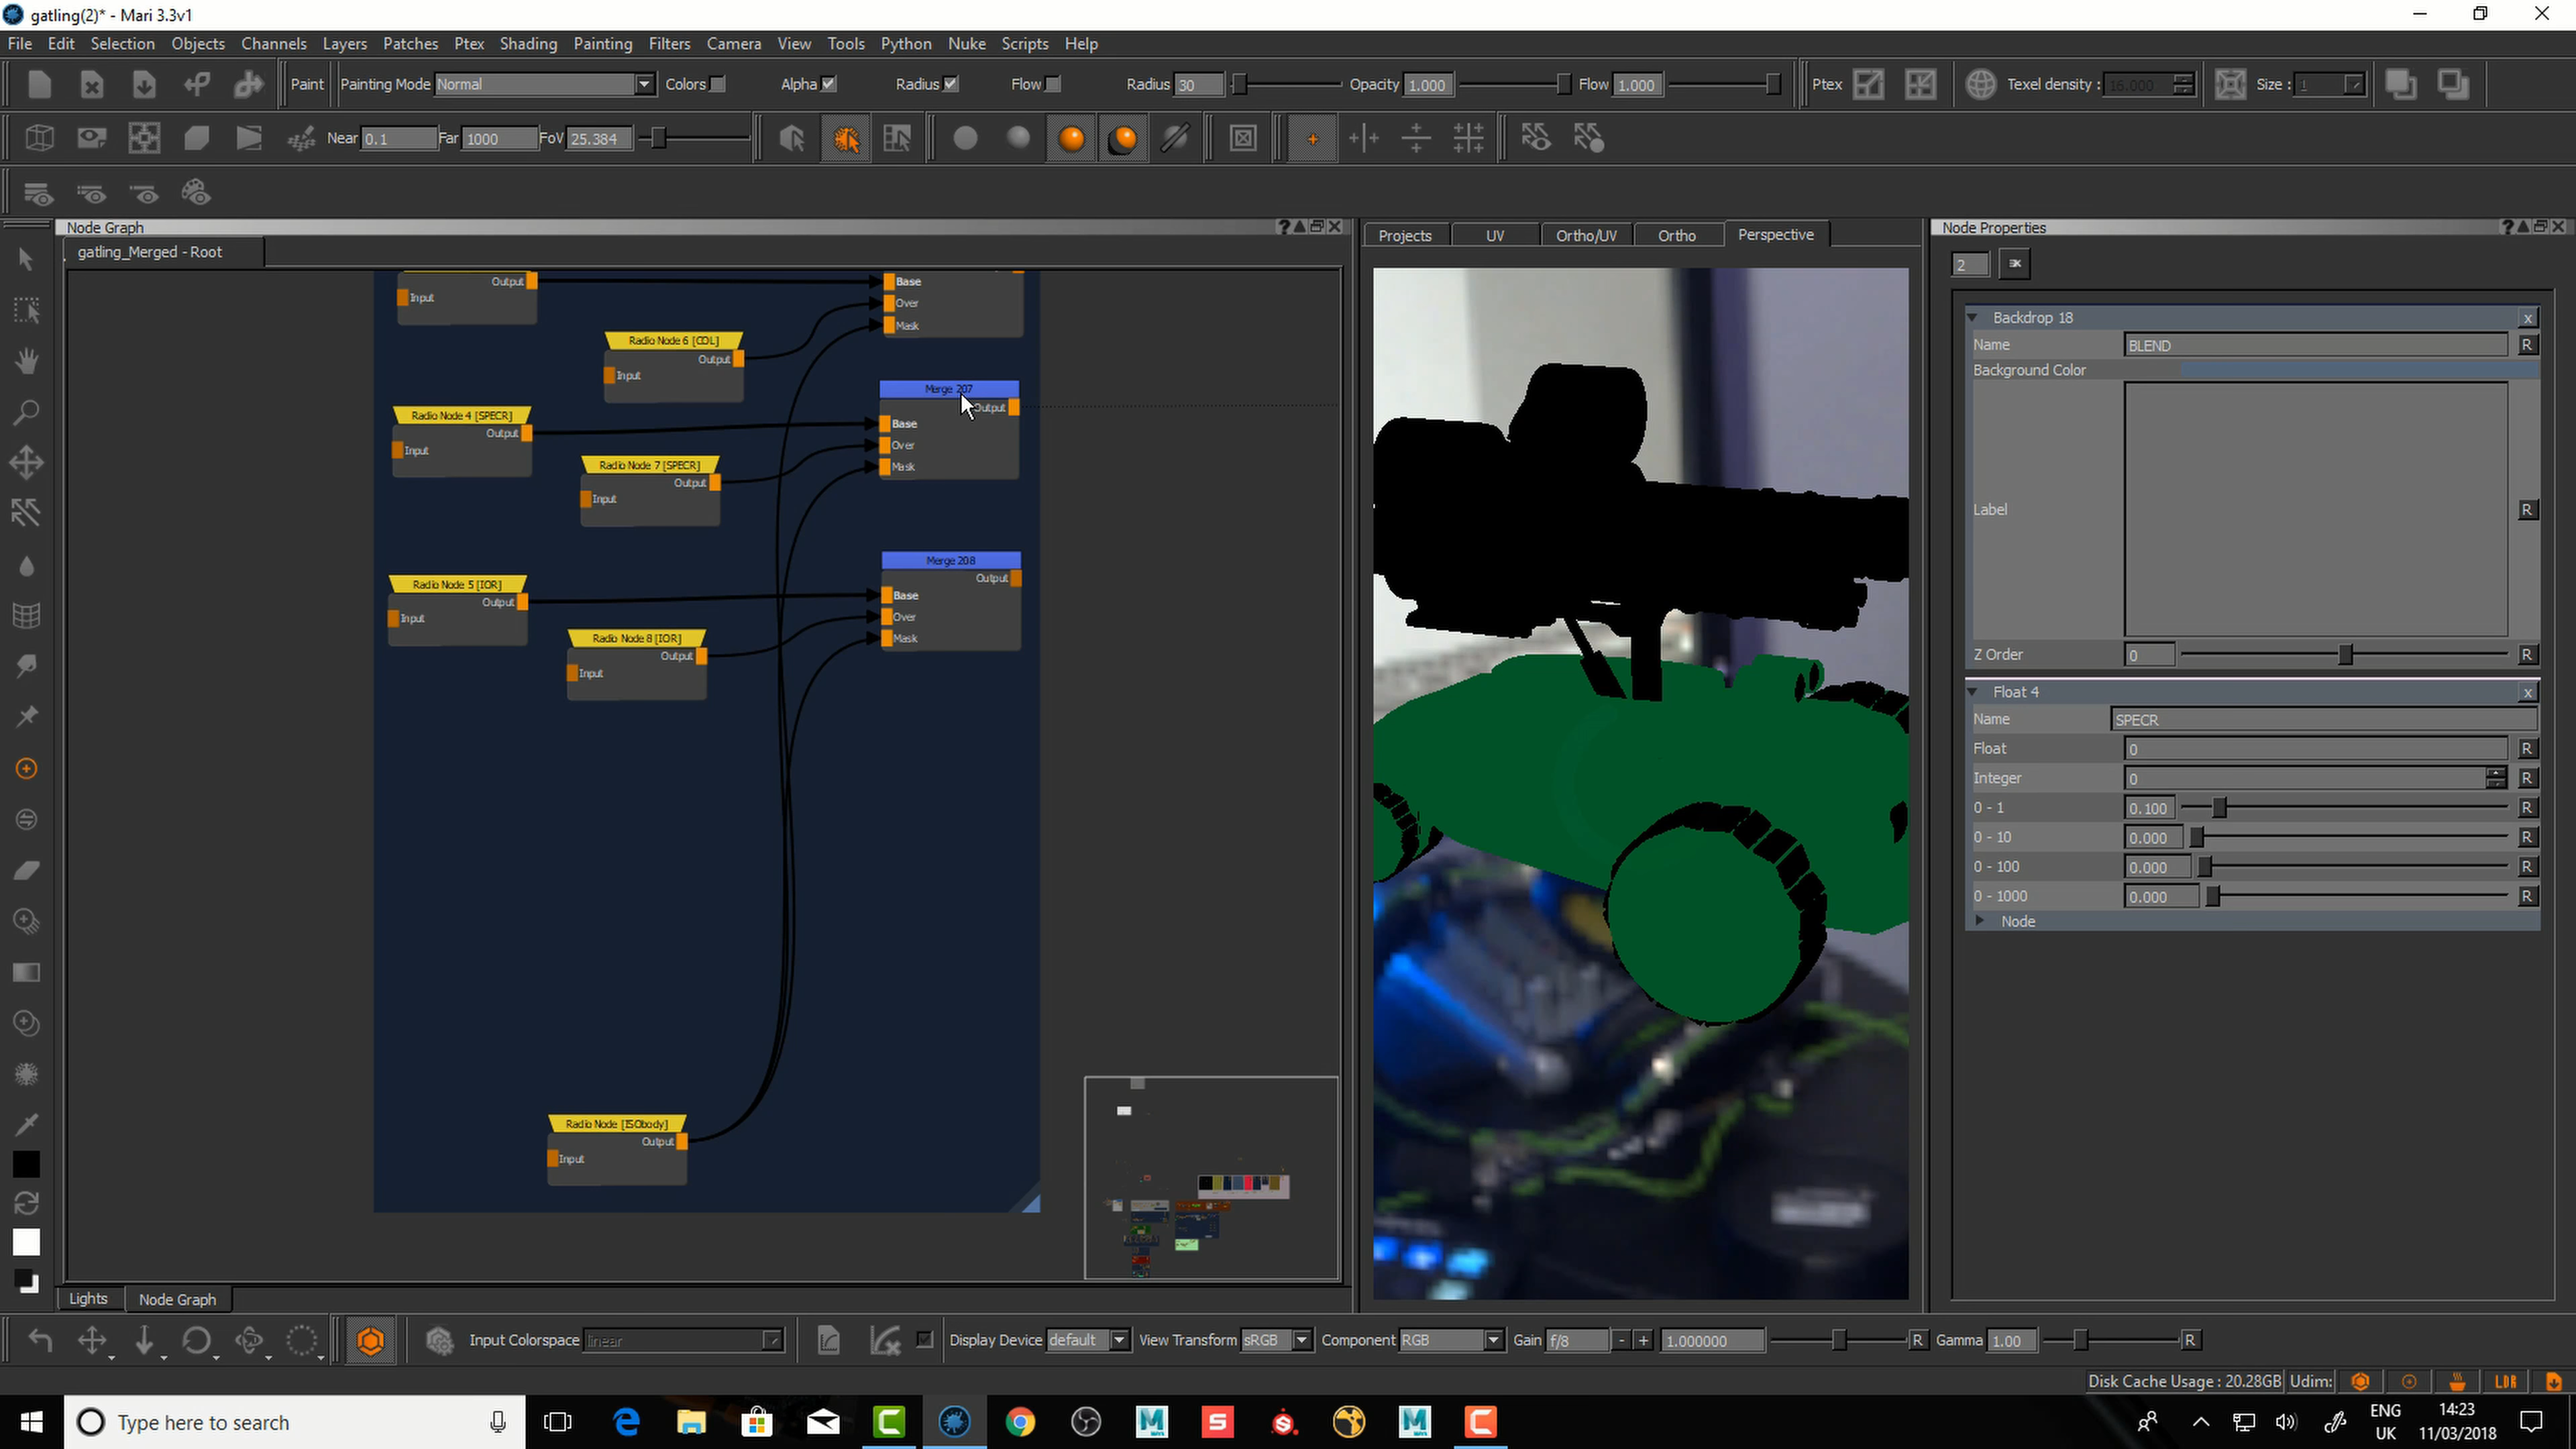 gatling(2)* - Mari 3.3v1
File Edit Selection Objects Channels Layers Patches Ptex Shading Painting Filters Camera View Tools Python Nuke Scripts Help
Paint Painting Mode Normal Colors Alpha Radius Flow Radius 30 Opacity 1.000 Flow 1.000 Ptex Texel density : 16.000 Size : 1
Near 0.1 Far 1000 FoV 25.384
Node Graph
gatling_Merged - Root
Output
Input
Base
Over
Mask
Radio Node 6 [COL]
Output
Input
Merge 207
Output
Base
Over
Mask
Radio Node 4 [SPECR]
Output
Input
Radio Node 7 [SPECR]
Output
Input
Merge 208
Output
Base
Over
Mask
Radio Node 5 [IOR]
Output
Input
Radio Node 8 [IOR]
Output
Input
Radio Node [ISObody]
Output
Input
Lights Node Graph
Projects UV Ortho/UV Ortho Perspective
Node Properties
2
Backdrop 18 x
Name BLEND R
Background Color
Label R
Z Order 0 R
Float 4 x
Name SPECR
Float 0 R
Integer 0 R
0 - 1 0.100 R
0 - 10 0.000 R
0 - 100 0.000 R
0 - 1000 0.000 R
Node
Input Colorspace linear Display Device default View Transform sRGB Component RGB Gain f/8 - + 1.000000 R Gamma 1.00 R
Disk Cache Usage : 20.28GB Udim: LDR
Type here to search
ENG
UK
14:23
11/03/2018